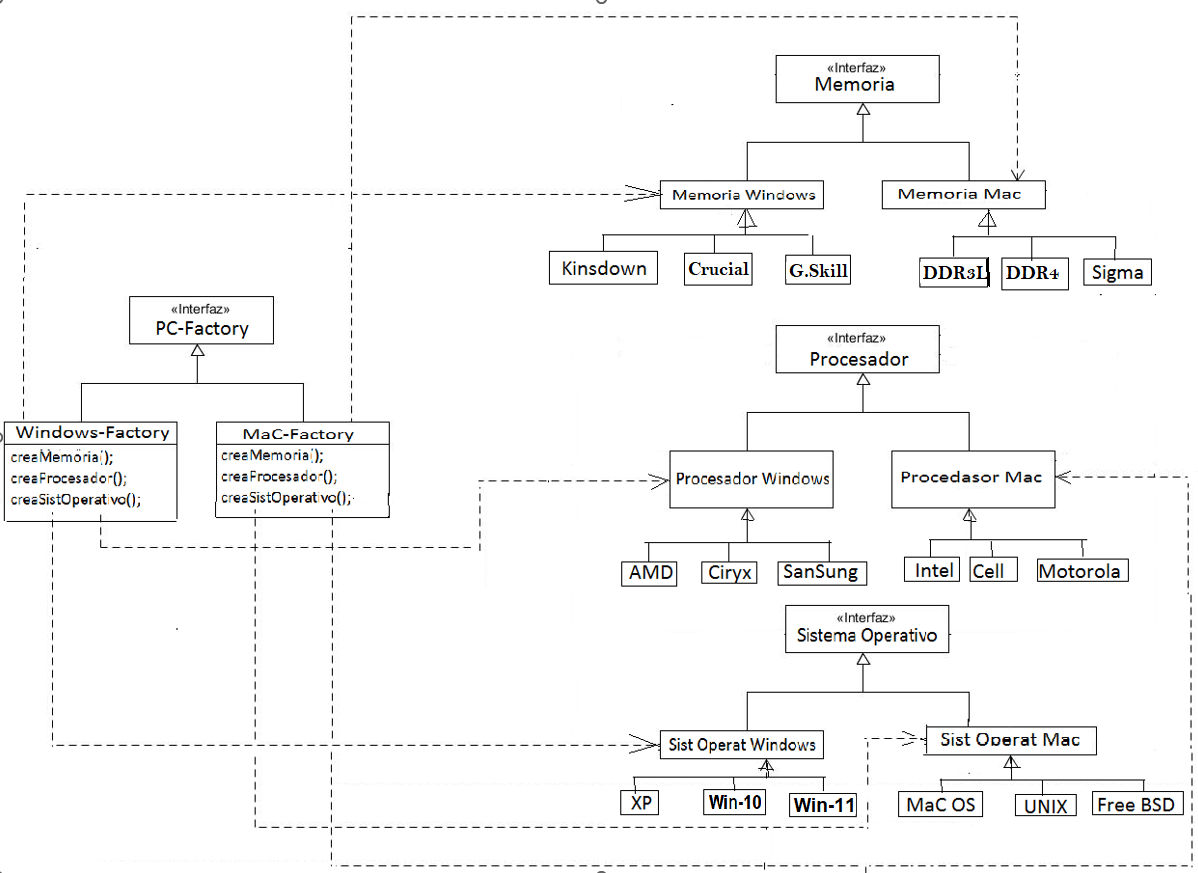 «Interfaz»
Memoria
Memoria Windows
Memoria Mac
Kinsdown
Crucial
G.Skill
DDR3L
DDR4
Sigma
«Interfaz»
PC-Factory
Windows-Factory
creaMemoria();
creaProcesador();
creaSistOperativo();
MaC-Factory
creaMemoria();
creaProcesador();
creaSistOperativo();
«Interfaz»
Procesador
Procesador Windows
Procedasor Mac
AMD
Ciryx
SanSung
Intel
Cell
Motorola
«Interfaz»
Sistema Operativo
Sist Operat Windows
Sist Operat Mac
XP
Win-10
Win-11
MaC OS
UNIX
Free BSD